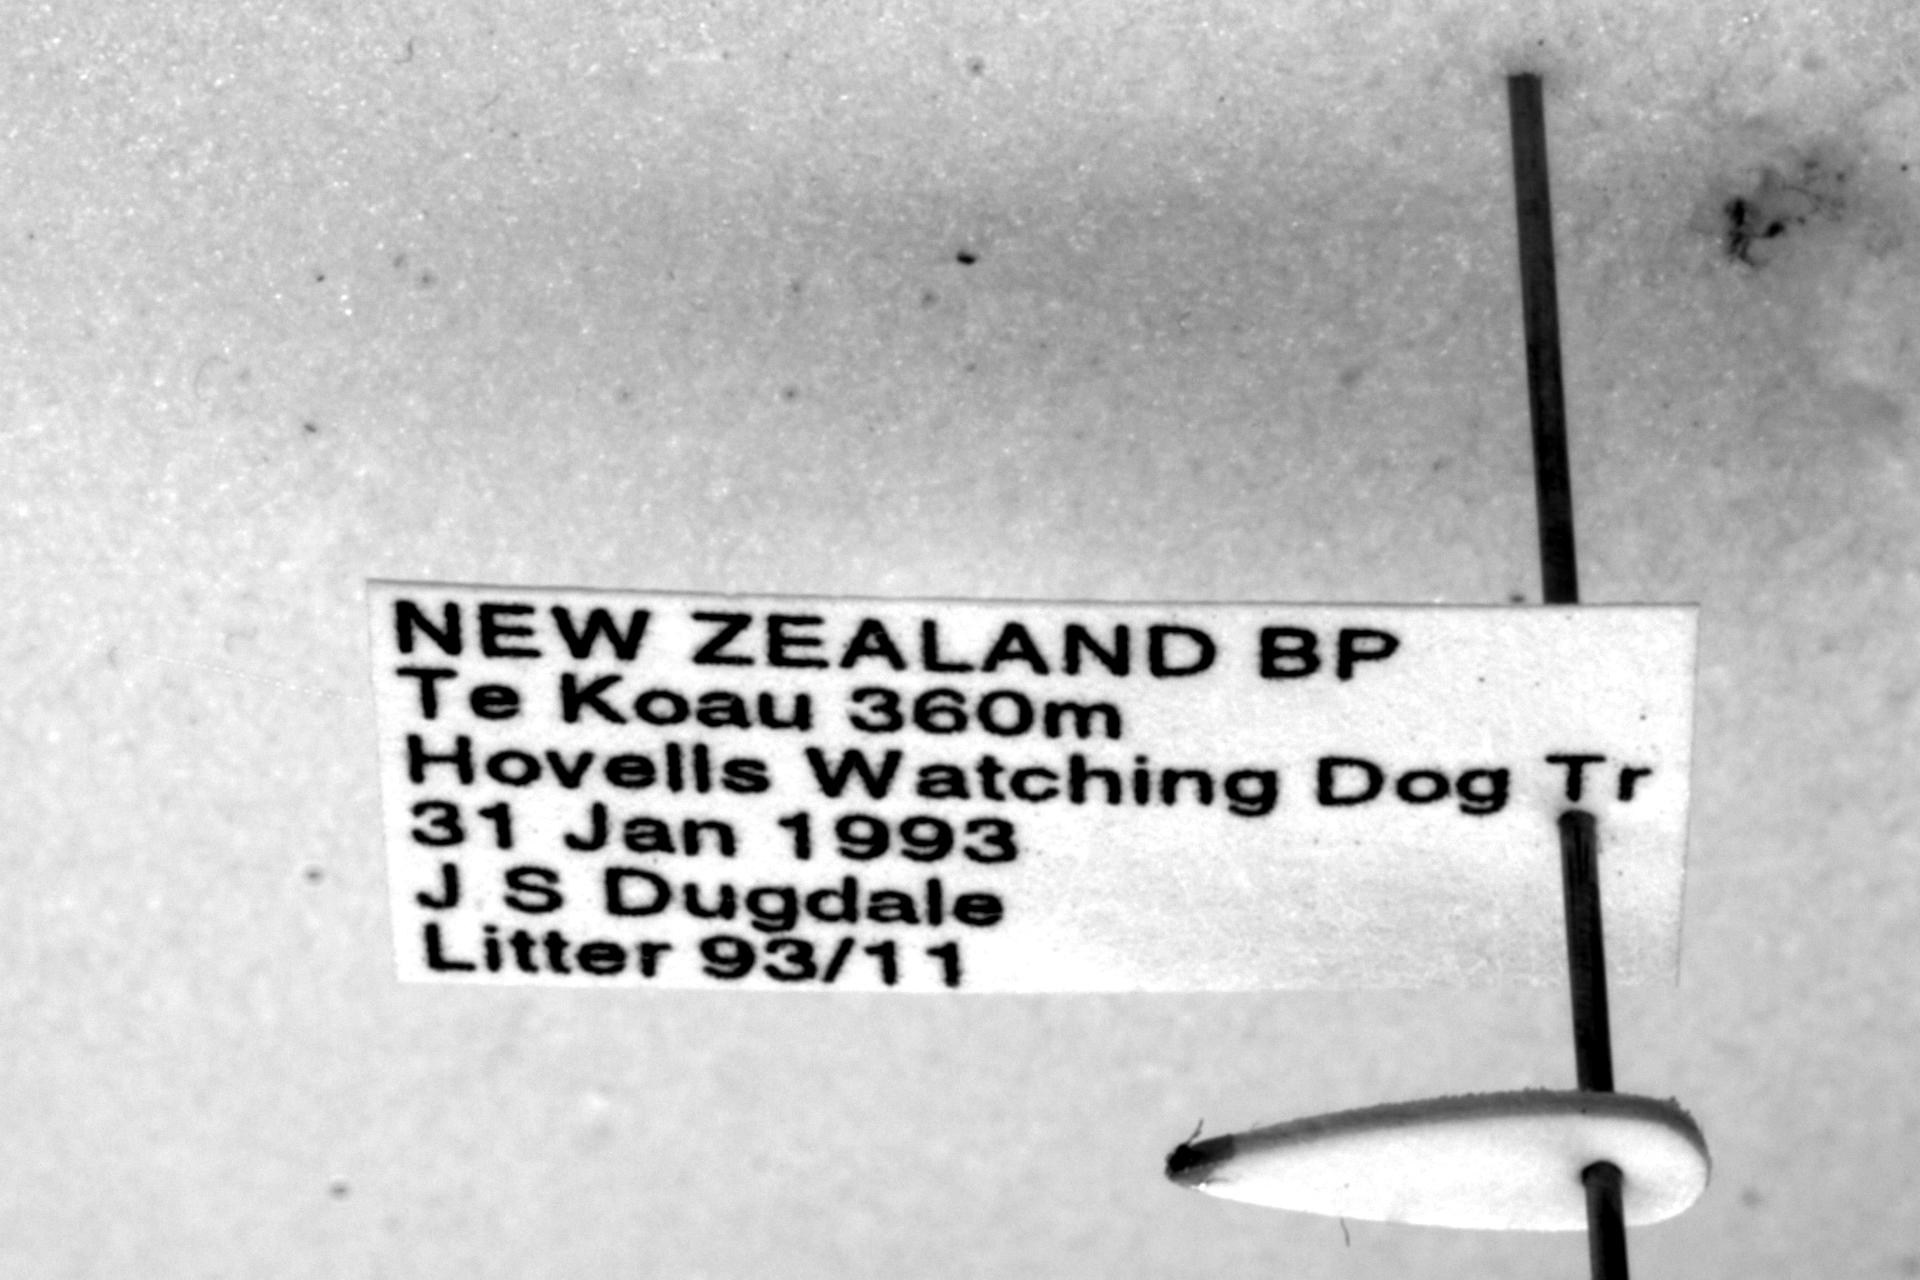 NEW ZEALAND BP
Te Koau 360m
Hovells Watching Dog Tr
31 Jan 1993
J S Dugdale
Litter 93/11